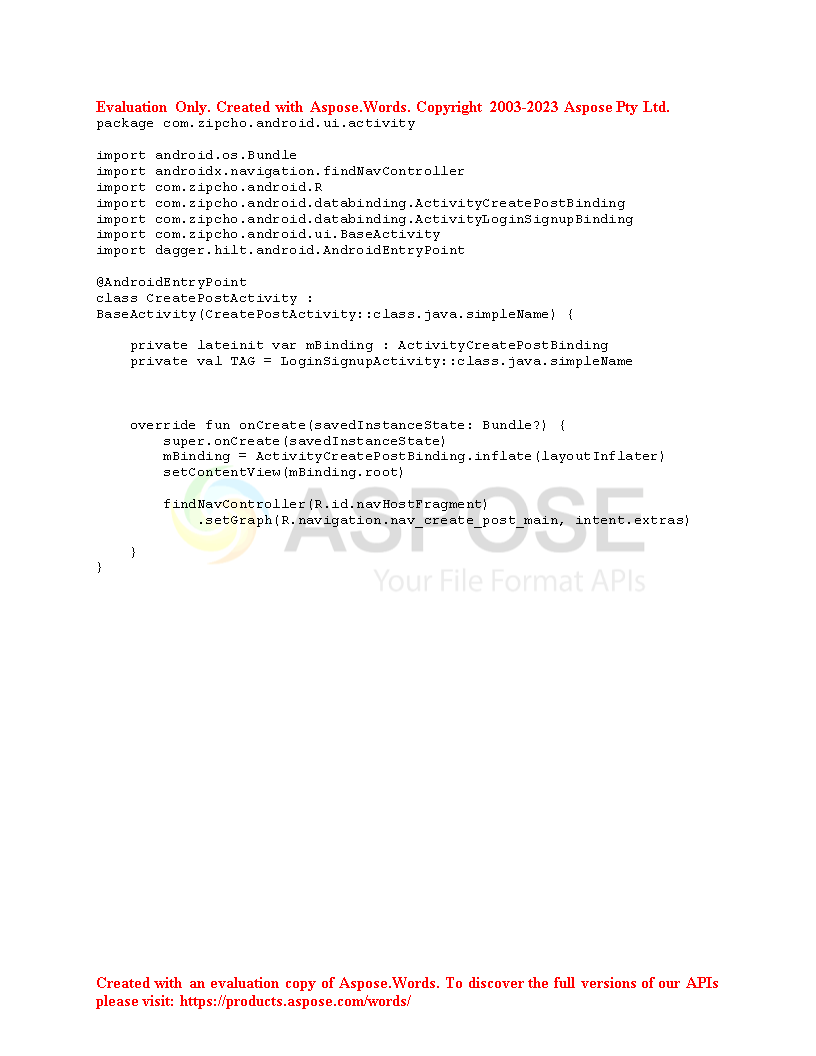 Evaluation Only. Created with Aspose.Words. Copyright 2003-2023 Aspose Pty Ltd.
package com.zipcho.android.ui.activity

import android.os.Bundle
import androidx.navigation.findNavController
import com.zipcho.android.R
import com.zipcho.android.databinding.ActivityCreatePostBinding
import com.zipcho.android.databinding.ActivityLoginSignupBinding
import com.zipcho.android.ui.BaseActivity
import dagger.hilt.android.AndroidEntryPoint

@AndroidEntryPoint
class CreatePostActivity :
BaseActivity(CreatePostActivity::class.java.simpleName) {

    private lateinit var mBinding : ActivityCreatePostBinding
    private val TAG = LoginSignupActivity::class.java.simpleName

    override fun onCreate(savedInstanceState: Bundle?) {
        super.onCreate(savedInstanceState)
        mBinding = ActivityCreatePostBinding.inflate(layoutInflater)
        setContentView(mBinding.root)

        findNavController(R.id.navHostFragment)
            .setGraph(R.navigation.nav_create_post_main, intent.extras)

    }
}
ASPOSE
Your File Format APIs
Created with an evaluation copy of Aspose.Words. To discover the full versions of our APIs
please visit: https://products.aspose.com/words/